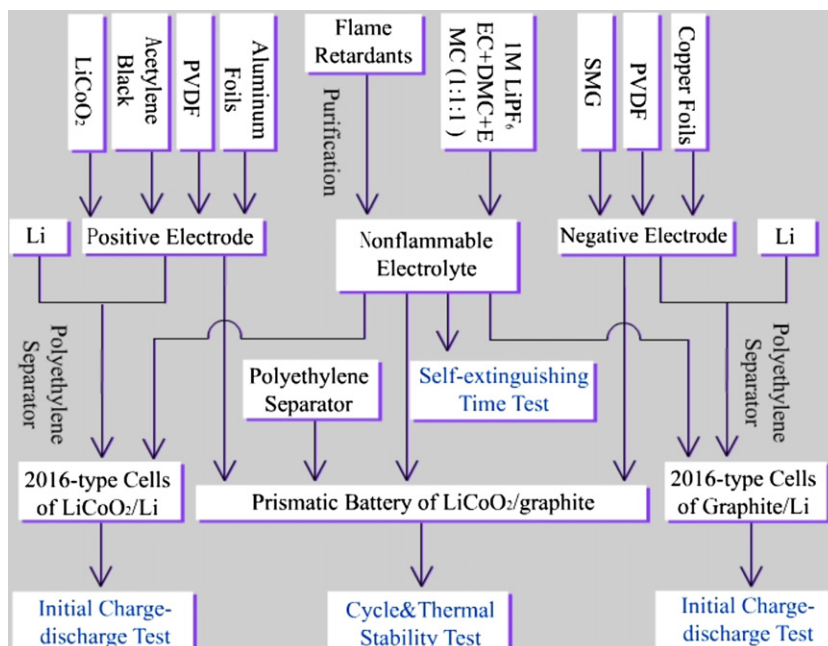 LiCoO₂
Acetylene
Black
PVDF
Aluminum
Foils
Flame
Retardants
Purification
1M LiPF₆
EC+DMC+E
MC (1:1:1)
SMG
PVDF
Copper Foils
Li
Positive Electrode
Nonflammable
Electrolyte
Negative Electrode
Li
Polyethylene
Separator
Polyethylene
Separator
Self-extinguishing
Time Test
Polyethylene
Separator
2016-type Cells
of LiCoO₂/Li
Prismatic Battery of LiCoO₂/graphite
2016-type Cells
of Graphite/Li
Initial Charge-
discharge Test
Cycle&Thermal
Stability Test
Initial Charge-
discharge Test